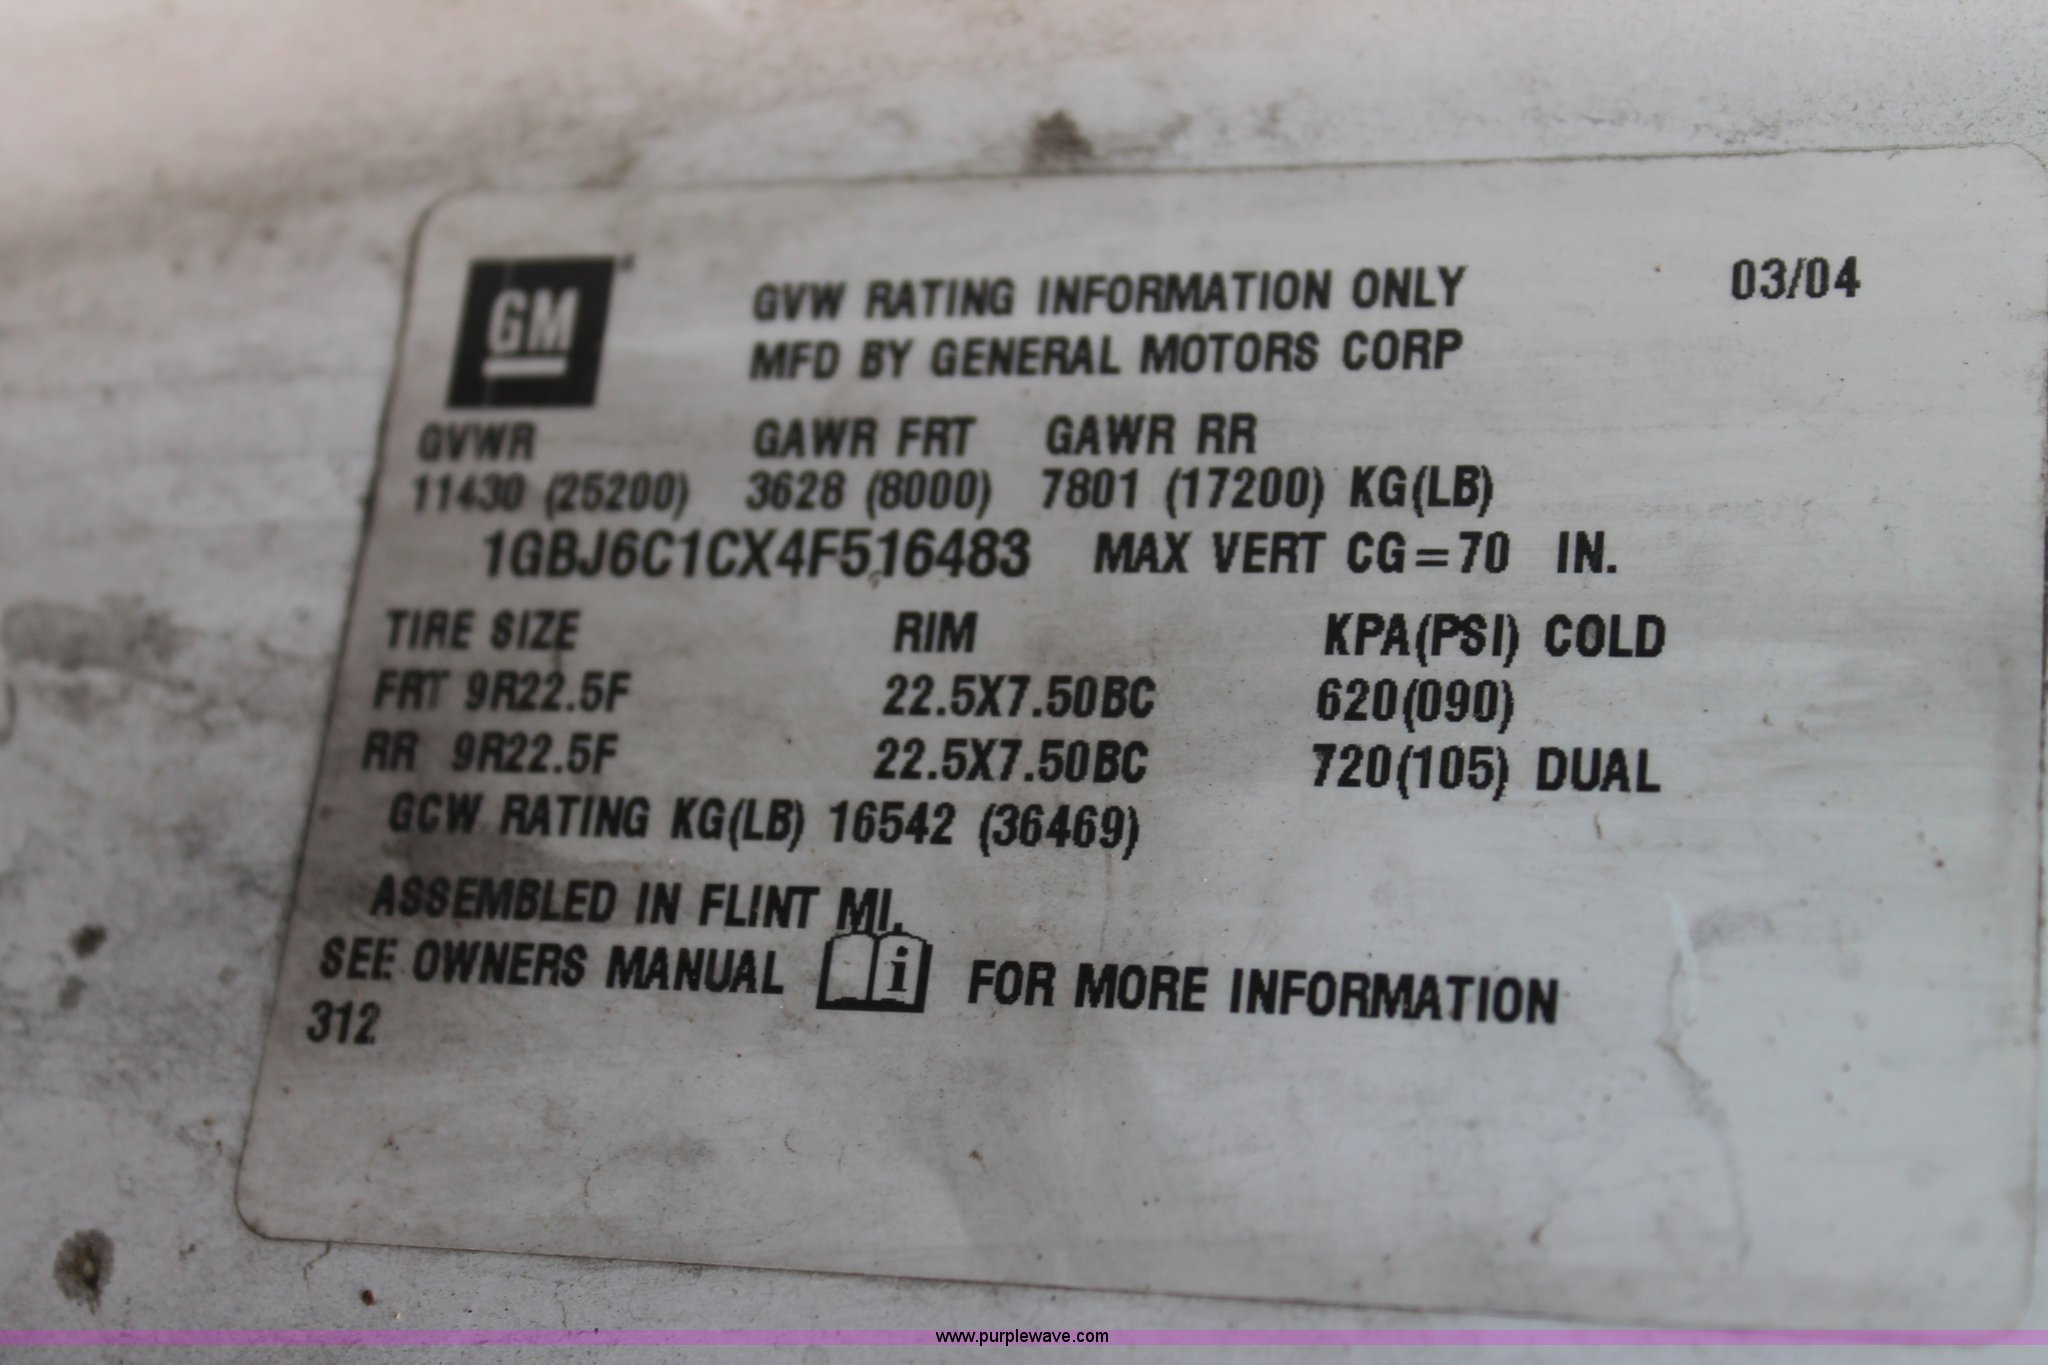 GM
GVW RATING INFORMATION ONLY 03/04
MFD BY GENERAL MOTORS CORP
GVWR GAWR FRT GAWR RR
11430 (25200) 3628 (8000) 7801 (17200) KG(LB)
1GBJ6C1CX4F516483 MAX VERT CG=70 IN.
TIRE SIZE RIM KPA(PSI) COLD
FRT 9R22.5F 22.5X7.50BC 620(090)
RR 9R22.5F 22.5X7.50BC 720(105) DUAL
GCW RATING KG(LB) 16542 (36469)
ASSEMBLED IN FLINT MI.
SEE OWNERS MANUAL i FOR MORE INFORMATION
312
www.purplewave.com